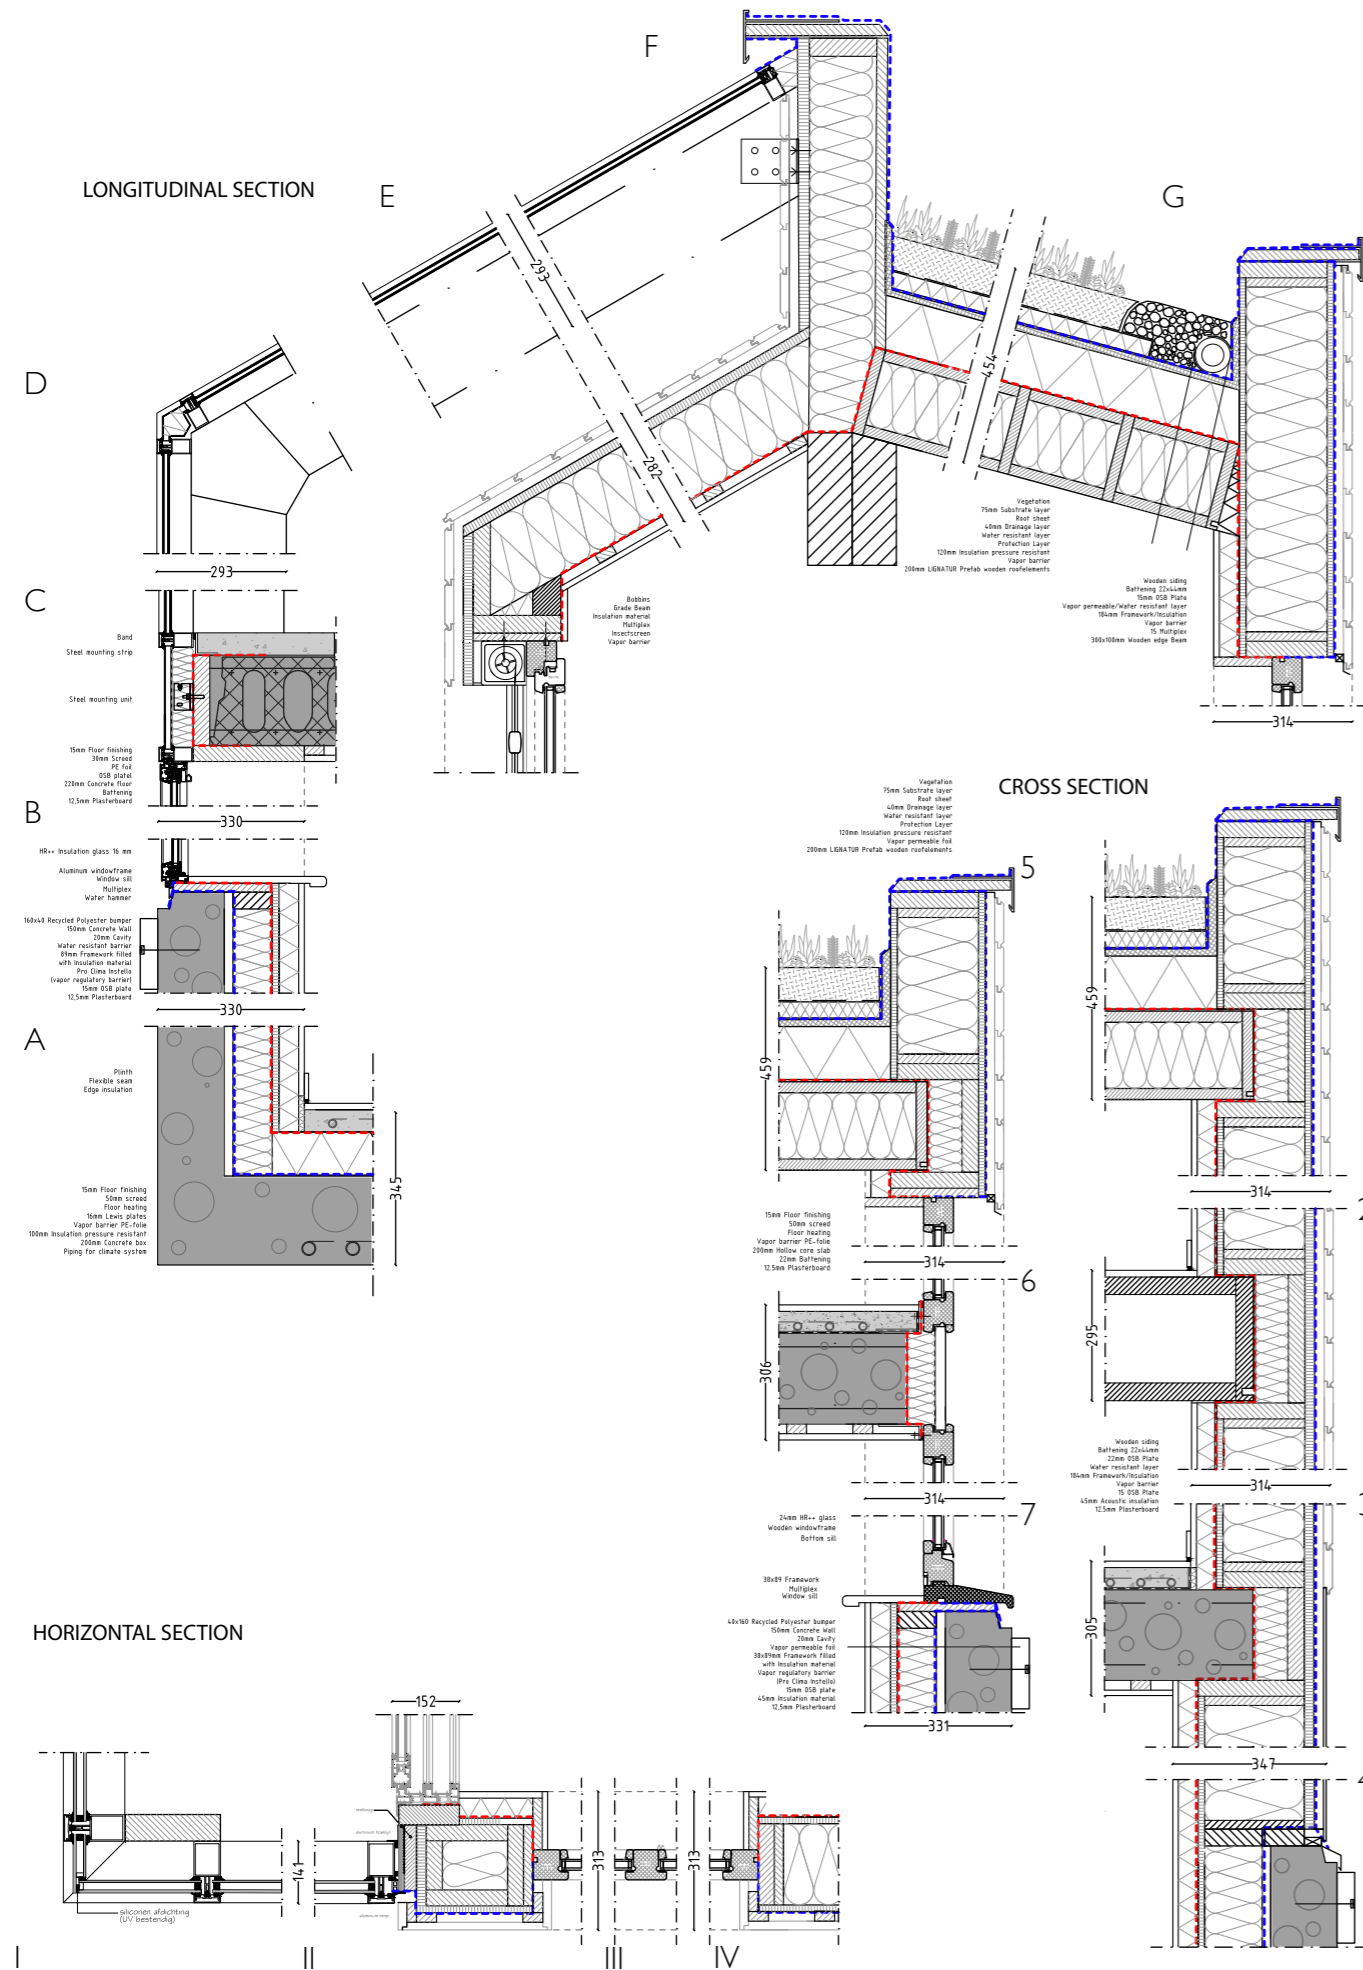 F
LONGITUDINAL SECTION
E
G
293
454
282
D
293
Vegetation
75mm Substrate layer
Root sheet
40mm Drainage layer
Water resistant layer
Protection Layer
120mm Insulation pressure resistant
Vapor barrier
200mm LIGNATUR Prefab wooden roofelements
Wooden siding
Battening 22x44mm
15mm OSB Plate
Vapor permeable/Water resistant layer
184mm Framework/Insulation
Vapor barrier
15 Multiplex
300x100mm Wooden edge Beam
314
Bobbins
Grade Beam
Insulation material
Multiplex
Insectscreen
Vapor barrier
C
Band
Steel mounting strip
Steel mounting unit
15mm Floor finishing
30mm Screed
PE foil
OSB platel
220mm Concrete floor
Battening
12,5mm Plasterboard
330
B
HR++ Insulation glass 16 mm
Aluminum windowframe
Window sill
Multiplex
Water hammer
160x40 Recycled Polyester bumper
150mm Concrete Wall
20mm Cavity
Water resistant barrier
89mm Framework filled
with Insulation material
Pro Clima Instello
(vapor regulatory barrier)
15mm OSB plate
12,5mm Plasterboard
330
A
Plinth
Flexible seam
Edge insulation
345
15mm Floor finishing
50mm screed
Floor heating
16mm Lewis plates
Vapor barrier PE-folie
100mm Insulation pressure resistant
200mm Concrete box
Piping for climate system
CROSS SECTION
Vegetation
75mm Substrate layer
Root sheet
40mm Drainage layer
Water resistant layer
Protection Layer
120mm Insulation pressure resistant
Vapor permeable foil
200mm LIGNATUR Prefab wooden roofelements
5
459
459
314
2
15mm Floor finishing
50mm screed
Floor heating
Vapor barrier PE-folie
200mm Hollow core slab
22mm Battening
12.5mm Plasterboard
314
6
295
306
Wooden siding
Battening 22x44mm
22mm OSB Plate
Water resistant layer
184mm Framework/Insulation
Vapor barrier
15 OSB Plate
45mm Acoustic insulation
12.5mm Plasterboard
314
314
7
24mm HR++ glass
Wooden windowframe
Bottom sill
38x89 Framework
Multiplex
Window sill
40x160 Recycled Polyester bumper
150mm Concrete Wall
20mm Cavity
Vapor permeable foil
38x89mm Framework filled
with Insulation material
Vapor regulatory barrier
(Pro Clima Instello)
15mm OSB plate
45mm Insulation material
12,5mm Plasterboard
331
305
347
HORIZONTAL SECTION
152
141
313
313
siliconen afdichting
(UV bestendig)
I
II
III
IV